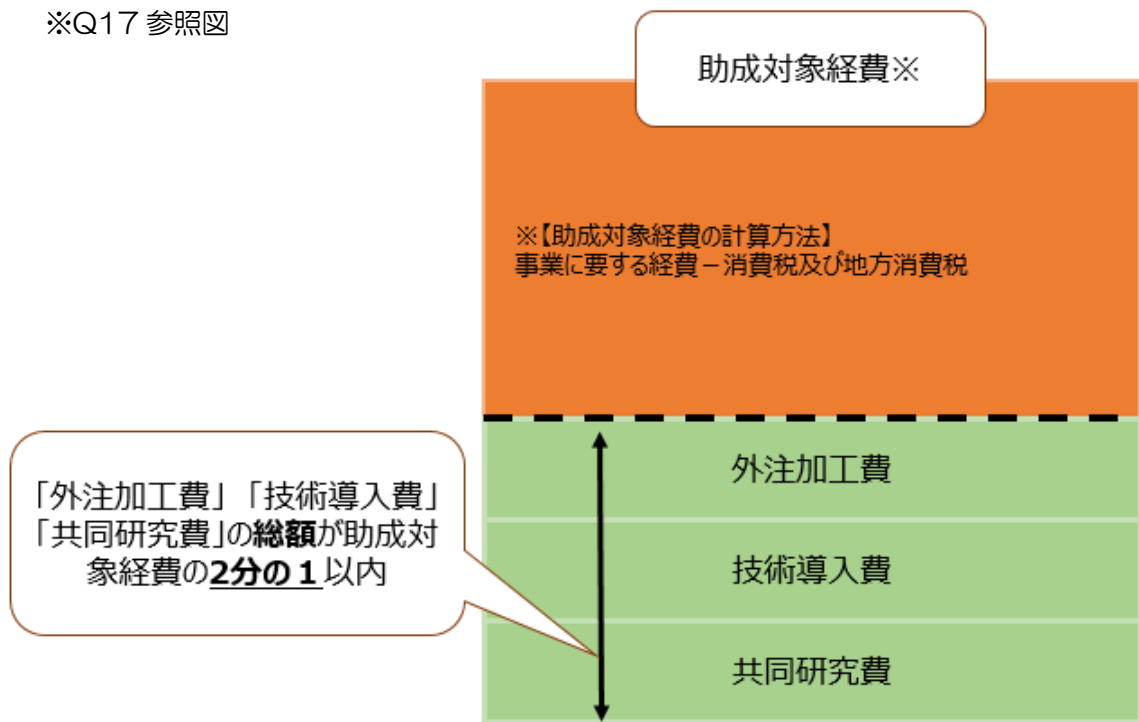 ※Q17 参照図
助成対象経費※
※【助成対象経費の計算方法】
事業に要する経費－消費税及び地方消費税
外注加工費
「外注加工費」「技術導入費」
「共同研究費」の総額が助成対
象経費の2分の１以内
技術導入費
共同研究費